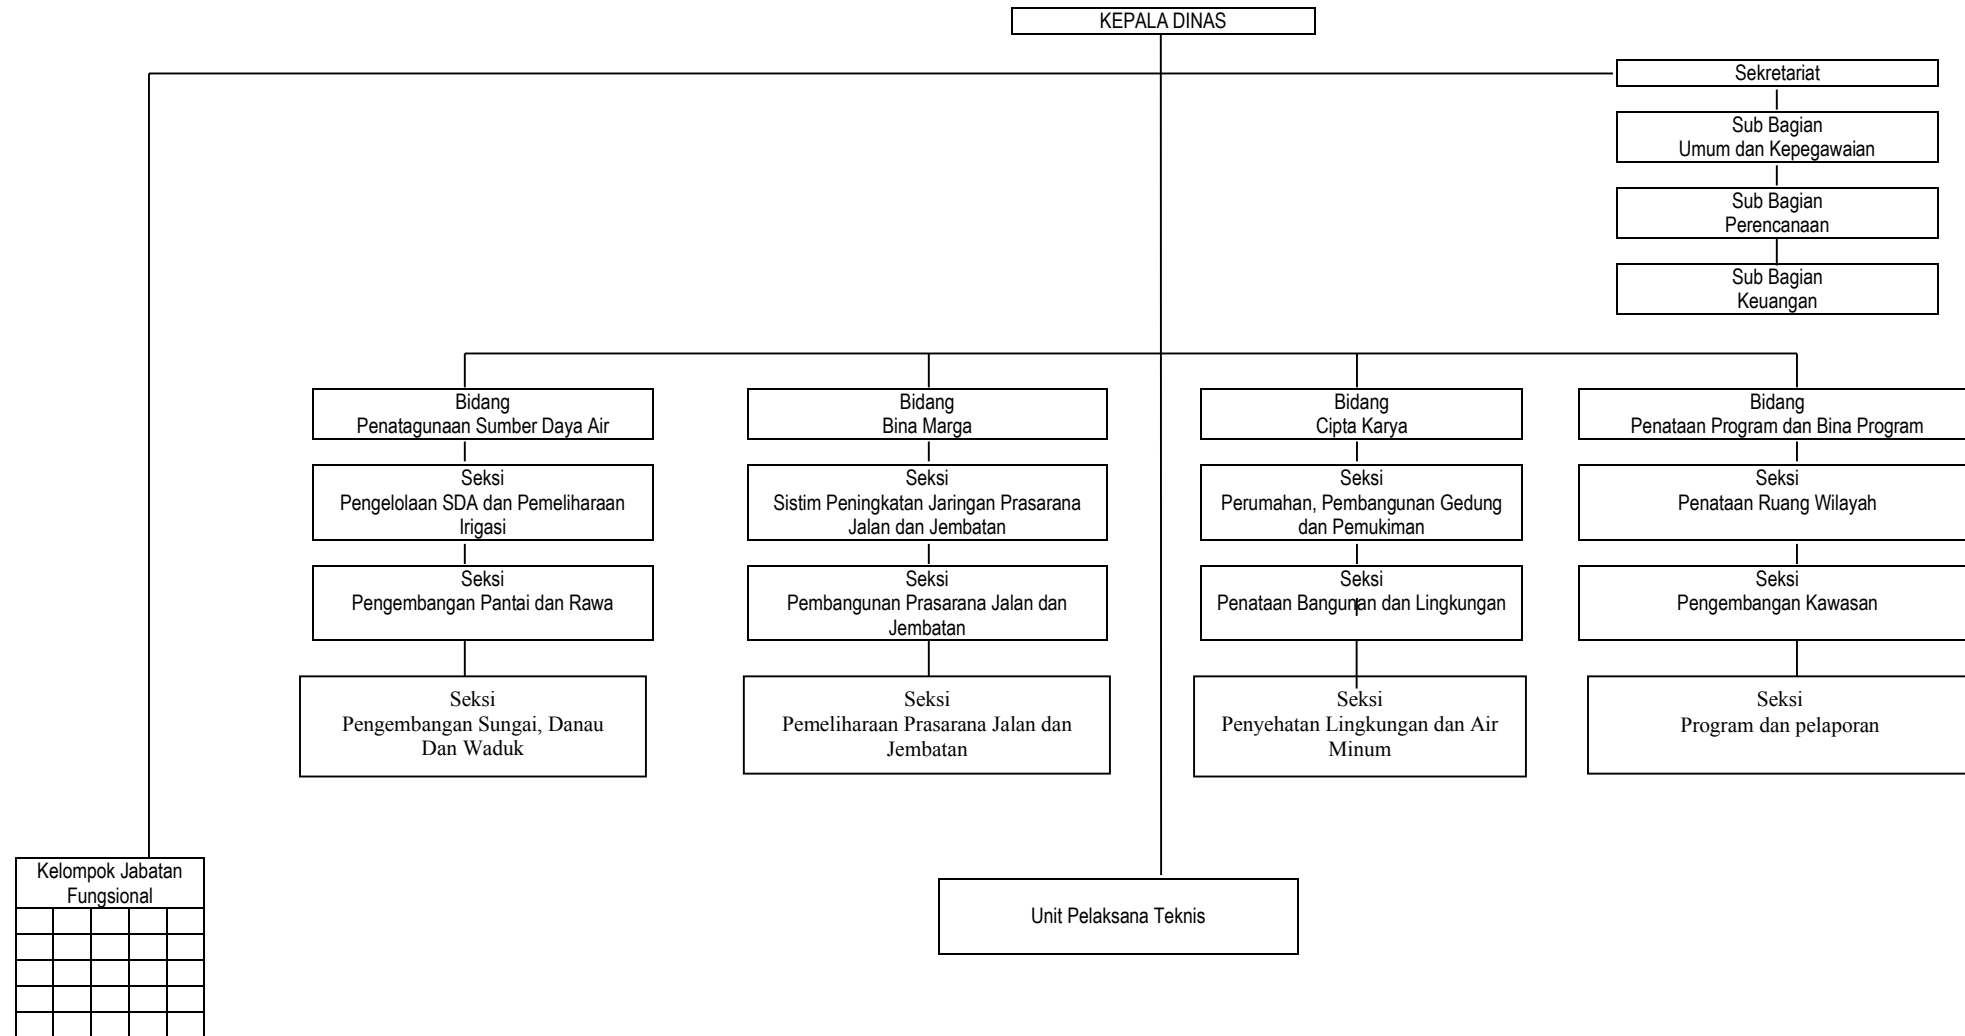 KEPALA DINAS
Sekretariat
Sub Bagian
Umum dan Kepegawaian
Sub Bagian
Perencanaan
Sub Bagian
Keuangan
Bidang
Penatagunaan Sumber Daya Air
Seksi
Pengelolaan SDA dan Pemeliharaan
Irigasi
Seksi
Pengembangan Pantai dan Rawa
Seksi
Pengembangan Sungai, Danau
Dan Waduk
Bidang
Bina Marga
Seksi
Sistim Peningkatan Jaringan Prasarana
Jalan dan Jembatan
Seksi
Pembangunan Prasarana Jalan dan
Jembatan
Seksi
Pemeliharaan Prasarana Jalan dan
Jembatan
Bidang
Cipta Karya
Seksi
Perumahan, Pembangunan Gedung
dan Pemukiman
Seksi
Penataan Bangunan dan Lingkungan
Seksi
Penyehatan Lingkungan dan Air
Minum
Bidang
Penataan Program dan Bina Program
Seksi
Penataan Ruang Wilayah
Seksi
Pengembangan Kawasan
Seksi
Program dan pelaporan
Kelompok Jabatan
Fungsional
Unit Pelaksana Teknis